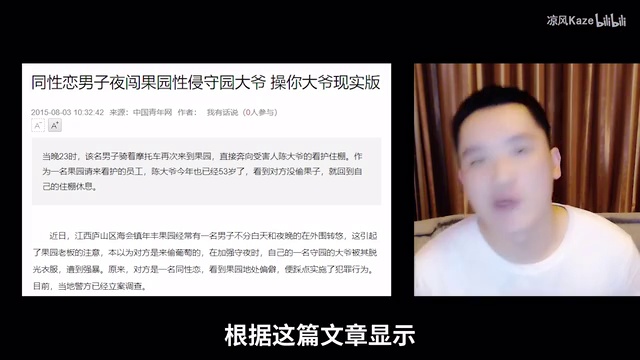 凉风Kaze bilibili
同性恋男子夜闯果园性侵守园大爷 操你大爷现实版
2015-08-03 10:32:42 来源：中国青年网 作者： 我有话说（0人参与）
A- A+
当晚23时，该名男子骑着摩托车再次来到果园，直接奔向受害人陈大爷的看护住棚。作
为一名果园请来看护的员工，陈大爷今年也已经53岁了，看到对方没偷果子，就回到自
己的住棚休息。
近日，江西庐山区海会镇年丰果园经常有一名男子不分白天和夜晚的在外围转悠，这引起
了果园老板的注意，本以为对方是来偷葡萄的，在加强守夜时，自己的一名守园的大爷被其脱
光衣服，遭到强暴。原来，对方是一名同性恋，看到果园地处偏僻，便踩点实施了犯罪行为。
目前，当地警方已经立案调查。
根据这篇文章显示